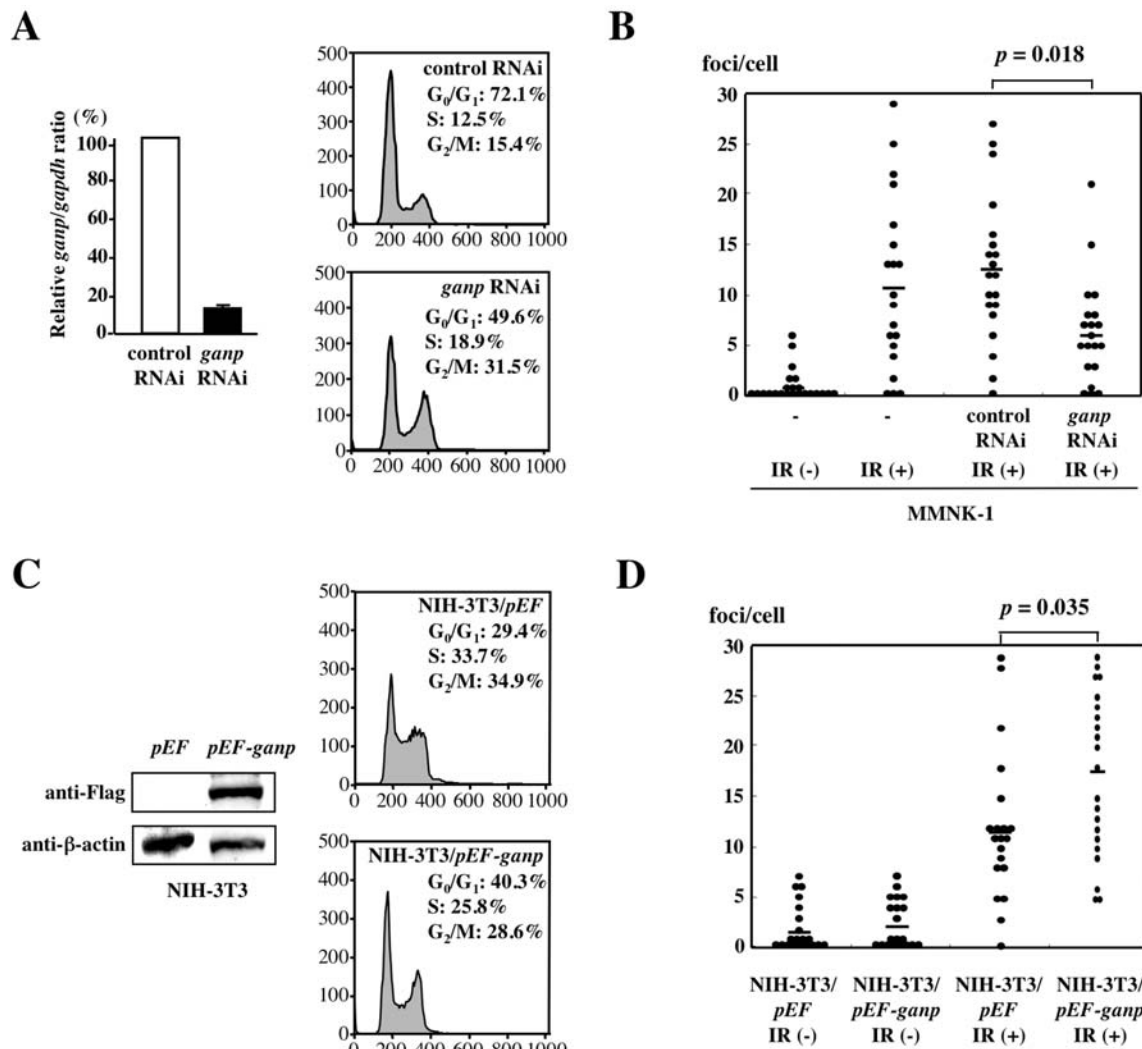 A
(%)
Relative ganp/gapdh ratio
100
80
60
40
20
0
control RNAi
ganp RNAi
500
400
300
200
100
0
control RNAi
G0/G1: 72.1%
S: 12.5%
G2/M: 15.4%
0 200 400 600 800 1000
500
400
300
200
100
0
ganp RNAi
G0/G1: 49.6%
S: 18.9%
G2/M: 31.5%
0 200 400 600 800 1000
B
foci/cell
p = 0.018
30
25
20
15
10
5
0
- - control RNAi ganp RNAi
IR (-) IR (+) IR (+) IR (+)
MMNK-1
C
pEF pEF-ganp
anti-Flag
anti-β-actin
NIH-3T3
500
400
300
200
100
0
NIH-3T3/pEF
G0/G1: 29.4%
S: 33.7%
G2/M: 34.9%
0 200 400 600 800 1000
500
400
300
200
100
0
NIH-3T3/pEF-ganp
G0/G1: 40.3%
S: 25.8%
G2/M: 28.6%
0 200 400 600 800 1000
D
foci/cell
p = 0.035
30
25
20
15
10
5
0
NIH-3T3/ NIH-3T3/ NIH-3T3/ NIH-3T3/
pEF pEF-ganp pEF pEF-ganp
IR (-) IR (-) IR (+) IR (+)